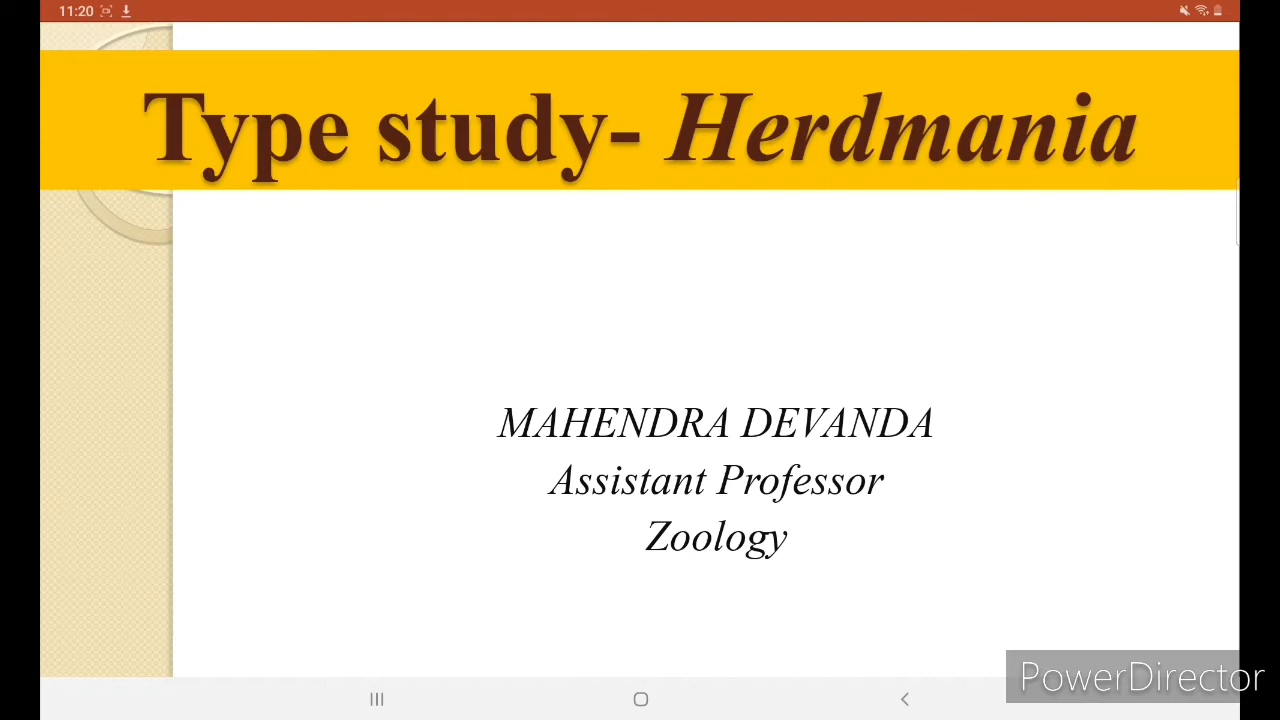 11:20
Type study- Herdmania
MAHENDRA DEVANDA
Assistant Professor
Zoology
PowerDirector